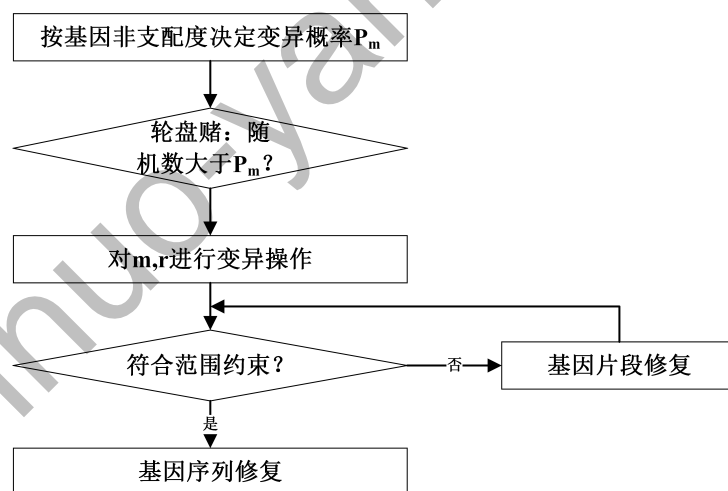 按基因非支配度决定变异概率Pm
轮盘赌：随
机数大于Pm？
对m,r进行变异操作
符合范围约束？
否
基因片段修复
是
基因序列修复